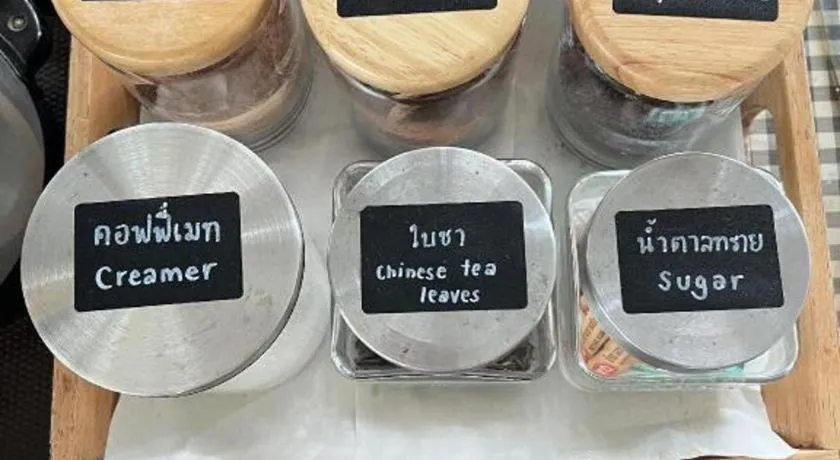 คอฟฟี่เมท
Creamer
ใบชา
Chinese tea
leaves
น้ำตาลทราย
Sugar